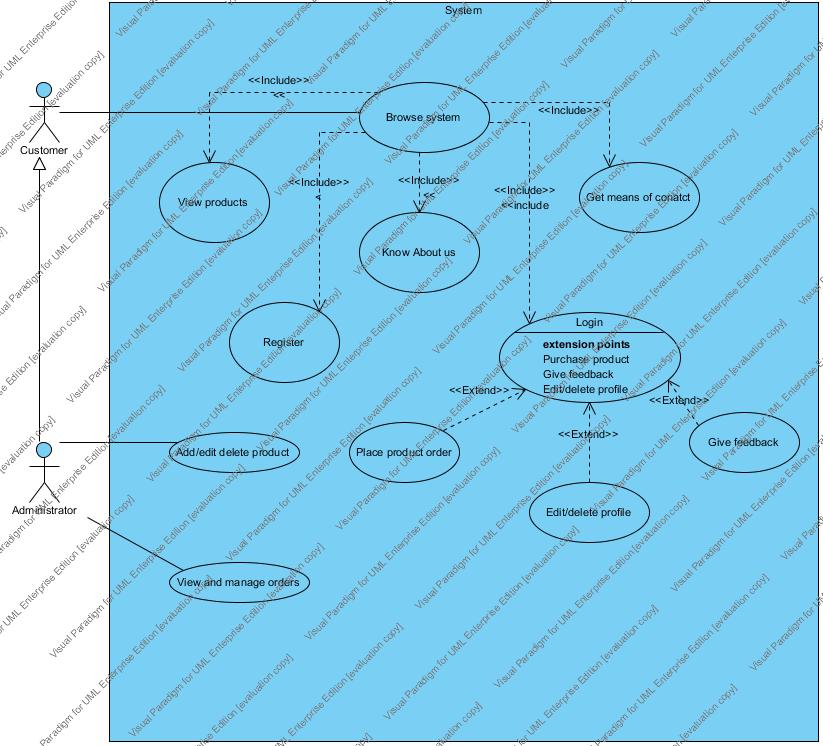 System
<<Include>>
<<
Browse system
<<Include>>
Customer
<<Include>>
<
<<Include>>
<<
<<Include>>
<<include
View products
Get means of conatct
Know About us
Register
Login
extension points
Purchase product
Give feedback
Edit/delete profile
<<Extend>>
<<Extend>>
<<Extend>>
Add/edit delete product
Place product order
Give feedback
Administrator
Edit/delete profile
View and manage orders
Visual Paradigm for UML Enterprise Edition [evaluation copy]